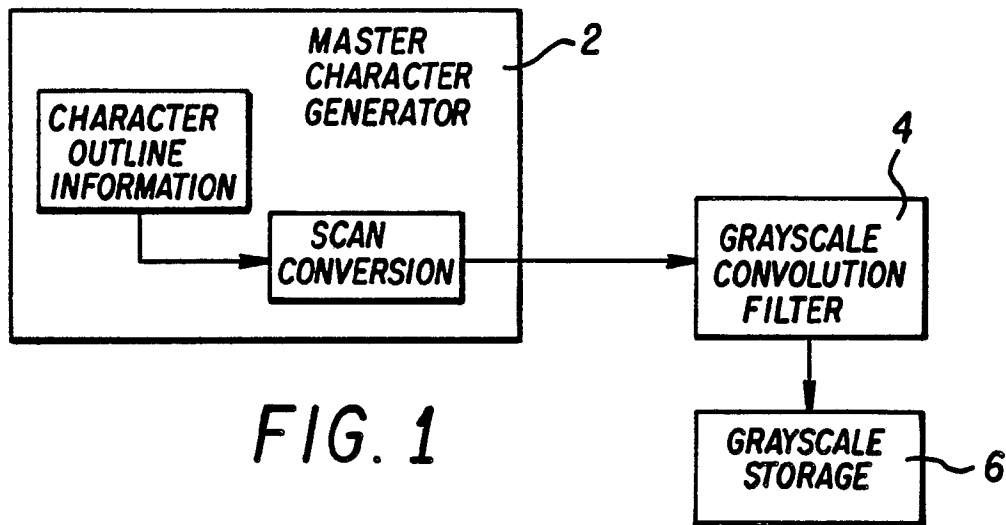 MASTER
CHARACTER
GENERATOR
2
CHARACTER
OUTLINE
INFORMATION
SCAN
CONVERSION
4
GRAYSCALE
CONVOLUTION
FILTER
GRAYSCALE
STORAGE
6
FIG. 1